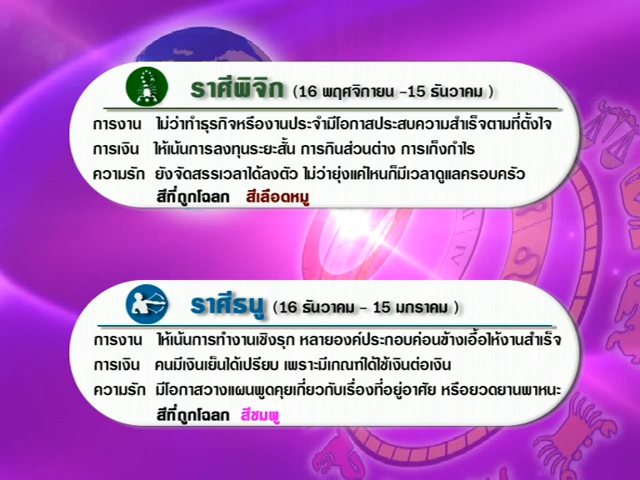 ราศีพิจิก (16 พฤศจิกายน -15 ธันวาคม )
การงาน ไม่ว่าทำธุรกิจหรืองานประจำมีโอกาสประสบความสำเร็จตามที่ตั้งใจ
การเงิน ให้เน้นการลงทุนระยะสั้น การกินส่วนต่าง การเก็งกำไร
ความรัก ยังจัดสรรเวลาได้ลงตัว ไม่ว่ายุ่งแค่ไหนก็มีเวลาดูแลครอบครัว
สีที่ถูกโฉลก สีเลือดหมู
ราศีธนู (16 ธันวาคม - 15 มกราคม )
การงาน ให้เน้นการทำงานเชิงรุก หลายองค์ประกอบค่อนข้างเอื้อให้งานสำเร็จ
การเงิน คนมีเงินเย็นได้เปรียบ เพราะมีเกณฑ์ได้ใช้เงินต่อเงิน
ความรัก มีโอกาสวางแผนพูดคุยเกี่ยวกับเรื่องที่อยู่อาศัย หรือยวดยานพาหนะ
สีที่ถูกโฉลก สีชมพู